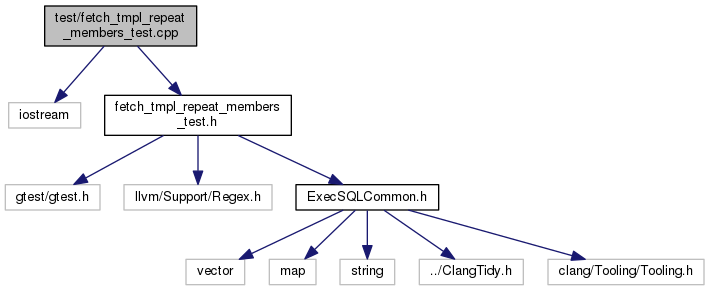 test/fetch_tmpl_repeat
_members_test.cpp
iostream
fetch_tmpl_repeat_members
_test.h
gtest/gtest.h
llvm/Support/Regex.h
ExecSQLCommon.h
vector
map
string
../ClangTidy.h
clang/Tooling/Tooling.h